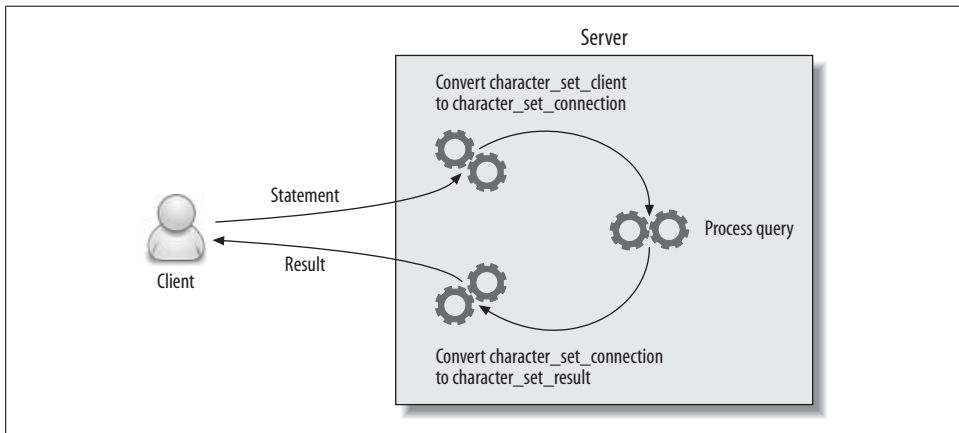 Server
Convert character_set_client
to character_set_connection
Statement
Process query
Result
Client
Convert character_set_connection
to character_set_result